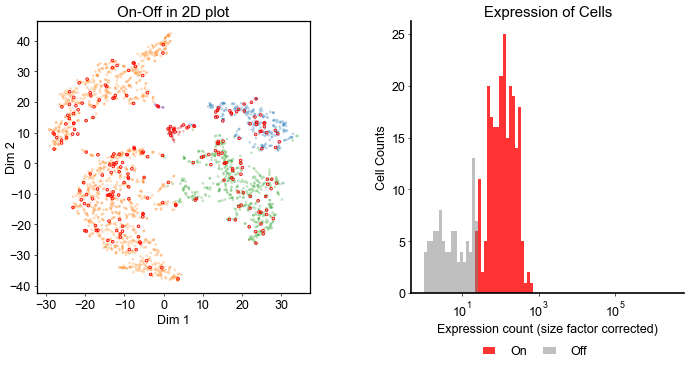 On-Off in 2D plot
Dim 2
40
30
20
10
0
−10
−20
−30
−40
−30 −20 −10 0 10 20 30
Dim 1
Expression of Cells
Cell Counts
25
20
15
10
5
0
10^1 10^3 10^5
Expression count (size factor corrected)
On Off